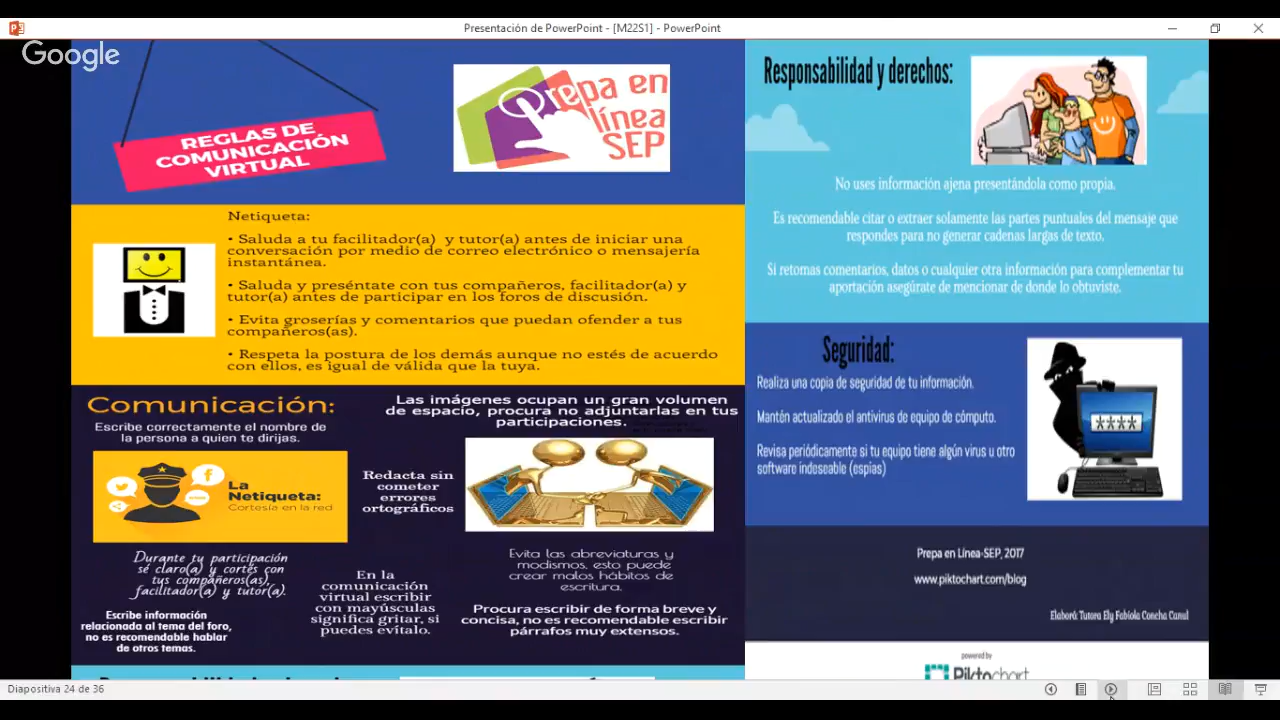 Presentación de PowerPoint - [M22S1] - PowerPoint
Google
REGLAS DE
COMUNICACIÓN
VIRTUAL
Prepa en
línea
SEP
Netiqueta:
• Saluda a tu facilitador(a) y tutor(a) antes de iniciar una
conversación por medio de correo electrónico o mensajería
instantánea.
• Saluda y preséntate con tus compañeros, facilitador(a) y
tutor(a) antes de participar en los foros de discusión.
• Evita groserías y comentarios que puedan ofender a tus
compañeros(as).
• Respeta la postura de los demás aunque no estés de acuerdo
con ellos, es igual de válida que la tuya.
Comunicación:
Escribe correctamente el nombre de
la persona a quien te dirijas.
La
Netiqueta:
Cortesía en la red
www
Durante tu participación
sé claro(a) y cortés con
tus compañeros(as),
facilitador(a) y tutor(a).
Escribe información
relacionada al tema del foro,
no es recomendable hablar
de otros temas.
Las imágenes ocupan un gran volumen
de espacio, procura no adjuntarlas en tus
participaciones.
Redacta sin
cometer
errores
ortográficos
En la
comunicación
virtual escribir
con mayúsculas
significa gritar, si
puedes evítalo.
Evita las abreviaturas y
modismos, esto puede
crear malos hábitos de
escritura.
Procura escribir de forma breve y
concisa, no es recomendable escribir
párrafos muy extensos.
Responsabilidad y derechos:
No uses información ajena presentándola como propia.
Es recomendable citar o extraer solamente las partes puntuales del mensaje que
respondes para no generar cadenas largas de texto.
Si retomas comentarios, datos o cualquier otra información para complementar tu
aportación asegúrate de mencionar de donde lo obtuviste.
Seguridad:
Realiza una copia de seguridad de tu información.
Mantén actualizado el antivirus de equipo de cómputo.
Revisa periódicamente si tu equipo tiene algún virus u otro
software indoseable (espías)
****
Prepa en Línea-SEP, 2017
www.piktochart.com/blog
Elaboró: Tutora Ely Fabiola Concha Canul
powered by
Piktochart
Diapositiva 24 de 36